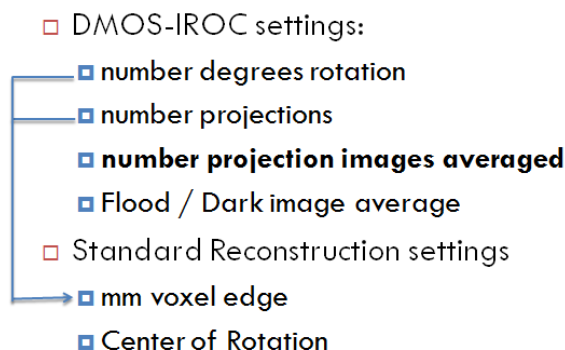 DMOS-IROC settings:
number degrees rotation
number projections
number projection images averaged
Flood / Dark image average
Standard Reconstruction settings
mm voxel edge
Center of Rotation